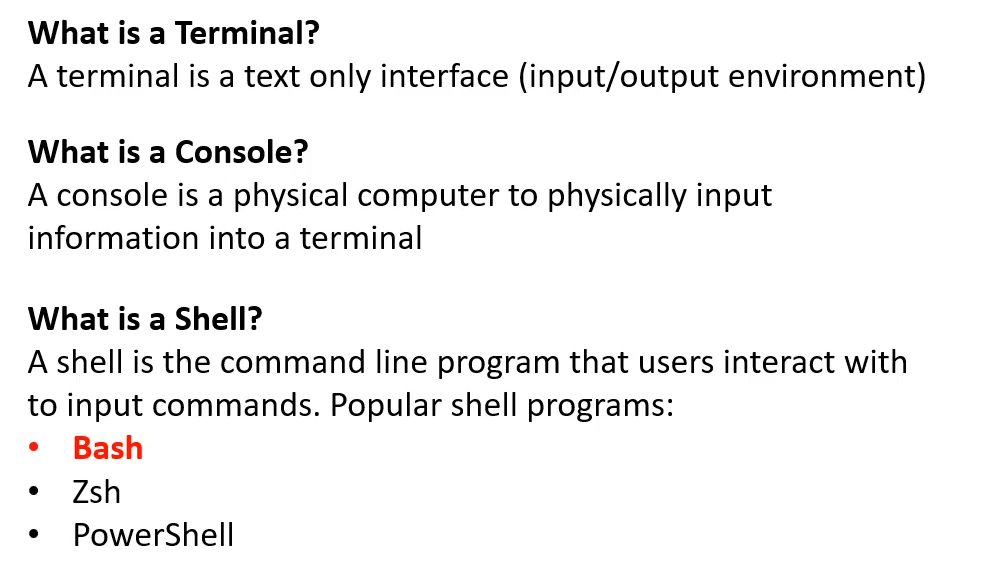 What is a Terminal?
A terminal is a text only interface (input/output environment)
What is a Console?
A console is a physical computer to physically input
information into a terminal
What is a Shell?
A shell is the command line program that users interact with
to input commands. Popular shell programs:
• Bash
• Zsh
• PowerShell